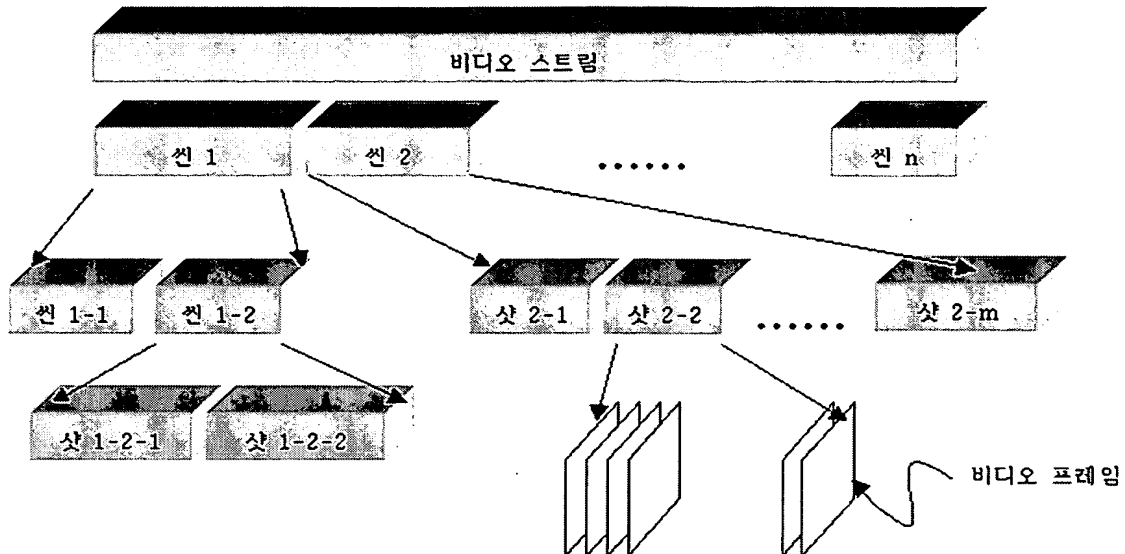 비디오 스트림
씬 1 씬 2 ...... 씬 n
씬 1-1 씬 1-2 샷 2-1 샷 2-2 ...... 샷 2-m
샷 1-2-1 샷 1-2-2
비디오 프레임